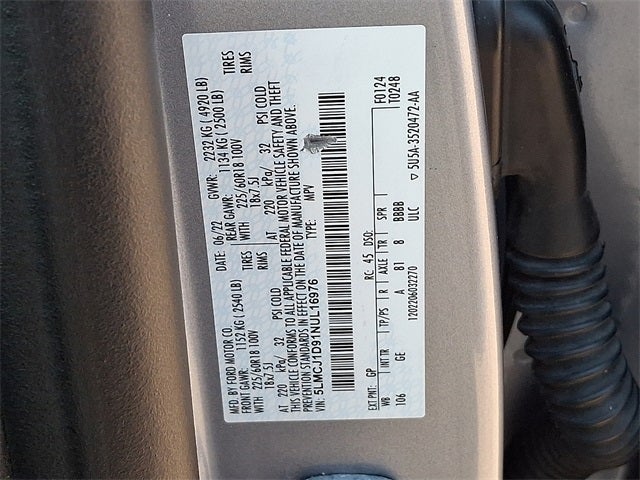 MFD. BY FORD MOTOR CO.
DATE: 06/22 GVWR: 2232 KG ( 4920 LB)
FRONT GAWR: 1152 KG ( 2540 LB) REAR GAWR: 1134 KG ( 2500 LB)
WITH 225/60R18 100V TIRES WITH 225/60R18 100V TIRES
18x7.5J RIMS 18x7.5J RIMS
AT 220 kPa/ 32 PSI COLD AT 220 kPa/ 32 PSI COLD
THIS VEHICLE CONFORMS TO ALL APPLICABLE FEDERAL MOTOR VEHICLE SAFETY AND THEFT
PREVENTION STANDARDS IN EFFECT ON THE DATE OF MANUFACTURE SHOWN ABOVE.
VIN: 5LMCJ1D91NUL16976 TYPE: MPV
F0124
T0248
EXT PNT: GP RC: 45 DSO:
WB INT TR TP/PS R AXLE TR SPR
106 GE A 81 8 BBBB
1202206032270 ULC 5U5A-3520472-AA